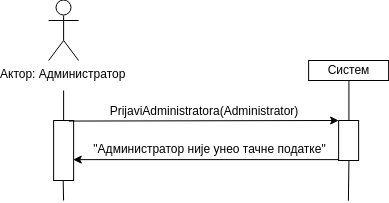 Актор: Администратор
Систем
PrijaviAdministratora(Administrator)
"Администратор није унео тачне податке"